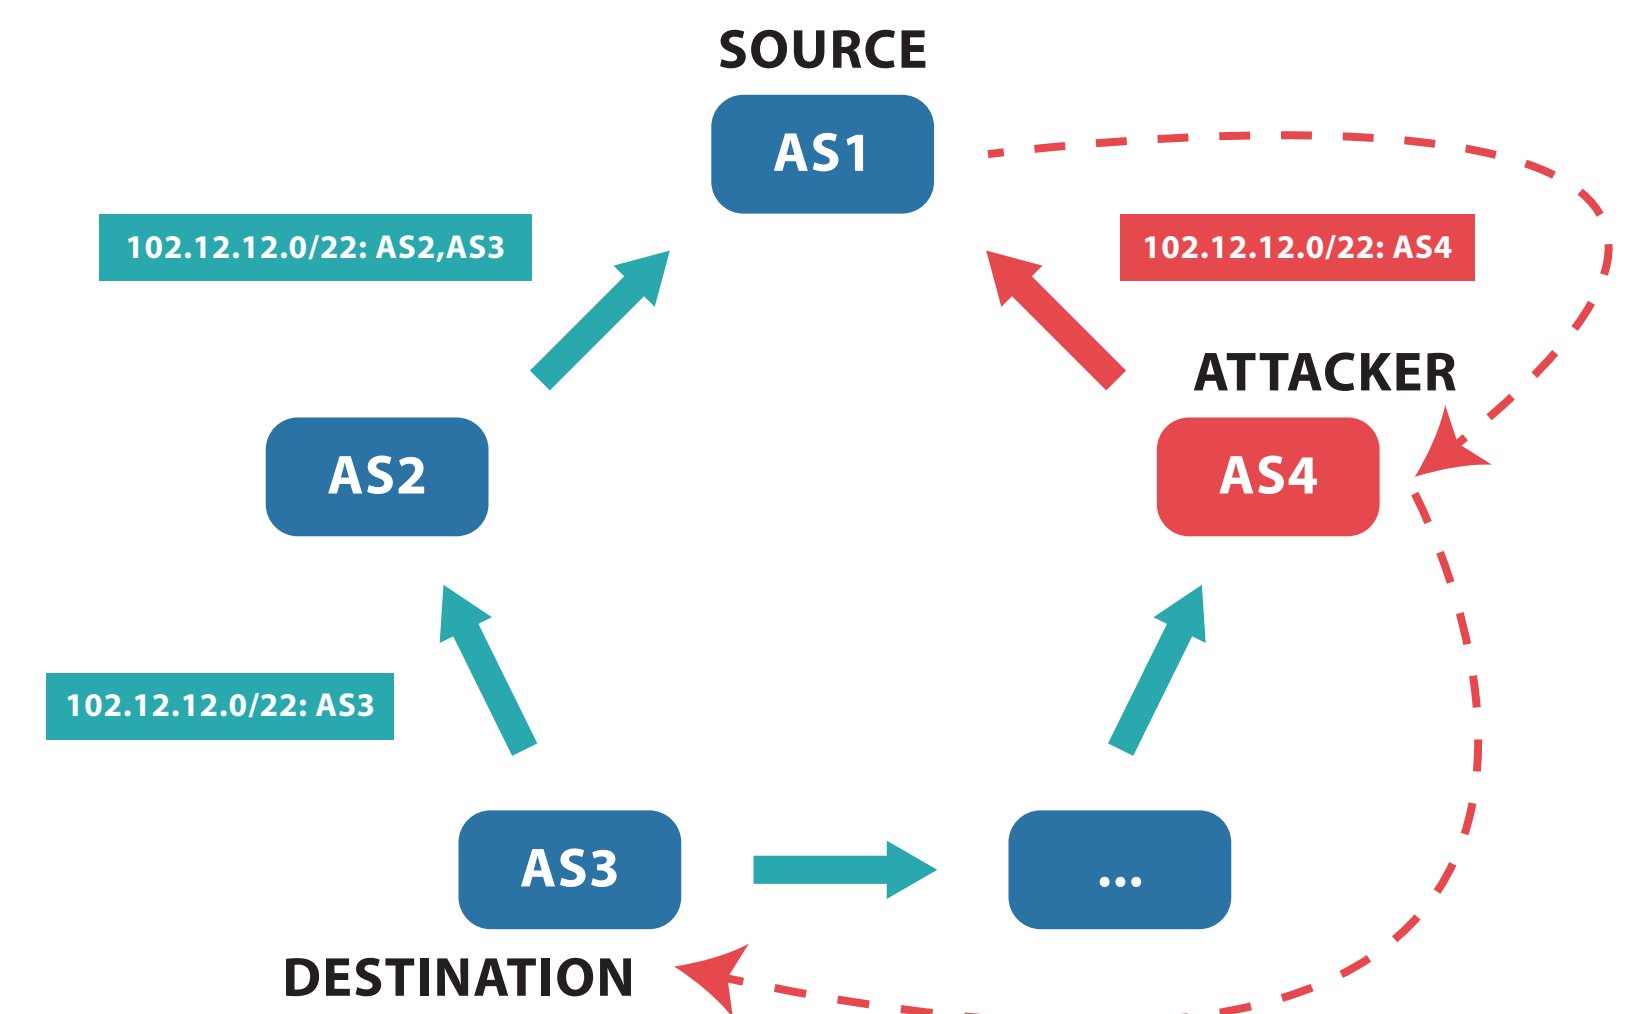 SOURCE
AS1
102.12.12.0/22: AS2,AS3
102.12.12.0/22: AS4
ATTACKER
AS2
AS4
102.12.12.0/22: AS3
AS3
...
DESTINATION